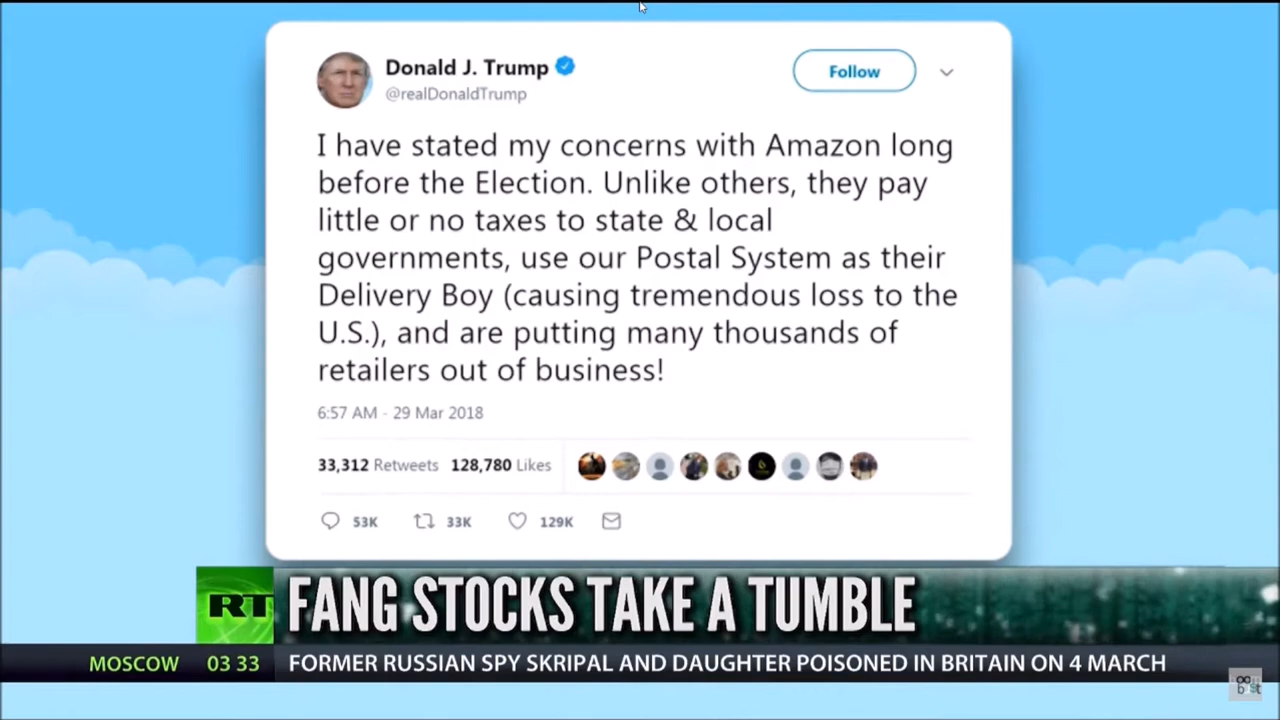 Donald J. Trump
Follow
@realDonaldTrump
I have stated my concerns with Amazon long
before the Election. Unlike others, they pay
little or no taxes to state & local
governments, use our Postal System as their
Delivery Boy (causing tremendous loss to the
U.S.), and are putting many thousands of
retailers out of business!
6:57 AM - 29 Mar 2018
33,312 Retweets 128,780 Likes
53K 33K 129K
RT FANG STOCKS TAKE A TUMBLE
MOSCOW 03 33 FORMER RUSSIAN SPY SKRIPAL AND DAUGHTER POISONED IN BRITAIN ON 4 MARCH